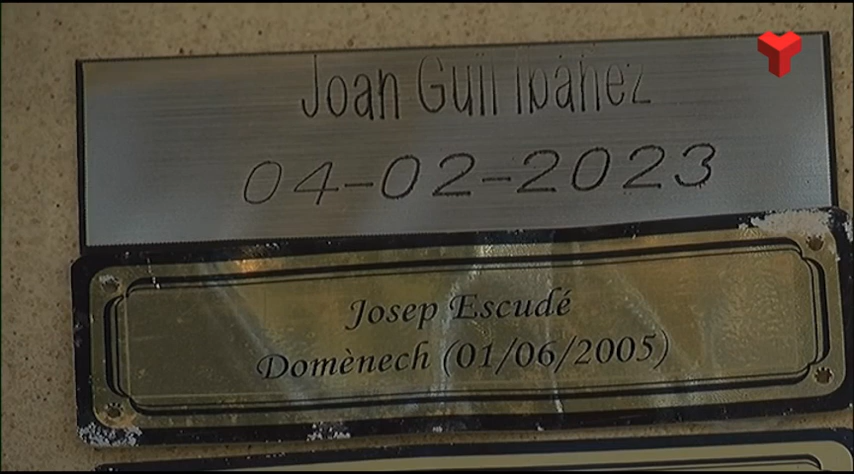 Joan Guil Ibáñez
04-02-2023
Josep Escudé
Domènech (01/06/2005)